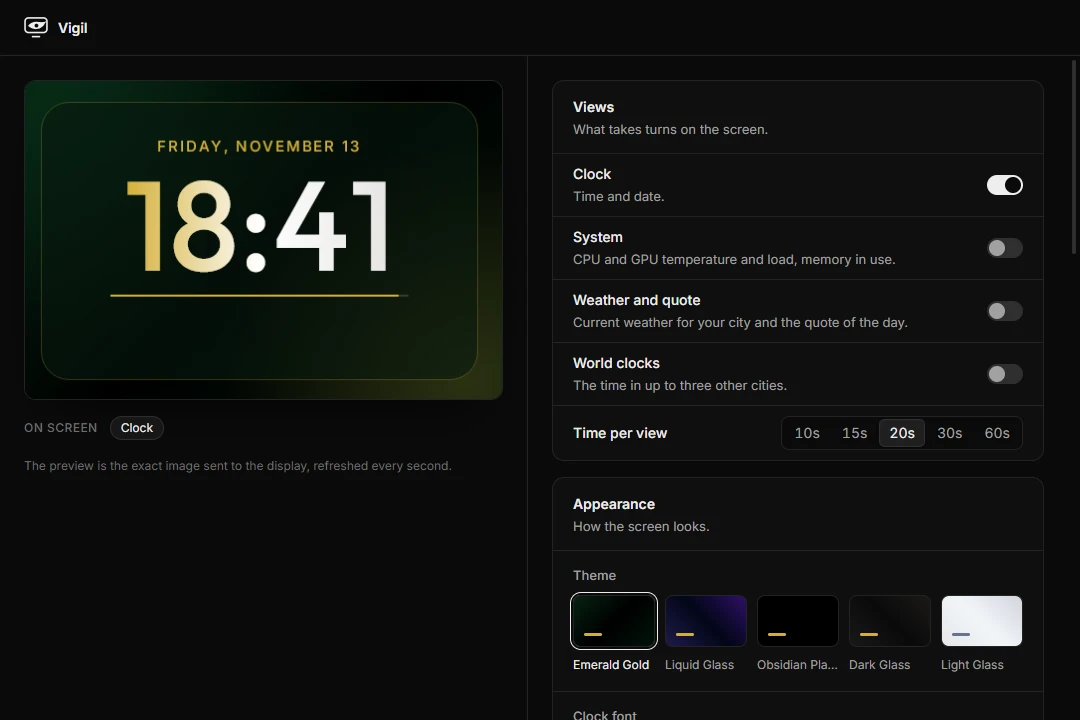 Vigil
FRIDAY, NOVEMBER 13
18:41
ON SCREEN Clock
The preview is the exact image sent to the display, refreshed every second.
Views
What takes turns on the screen.
Clock
Time and date.
System
CPU and GPU temperature and load, memory in use.
Weather and quote
Current weather for your city and the quote of the day.
World clocks
The time in up to three other cities.
Time per view 10s 15s 20s 30s 60s
Appearance
How the screen looks.
Theme
Emerald Gold Liquid Glass Obsidian Pla... Dark Glass Light Glass
Clock font